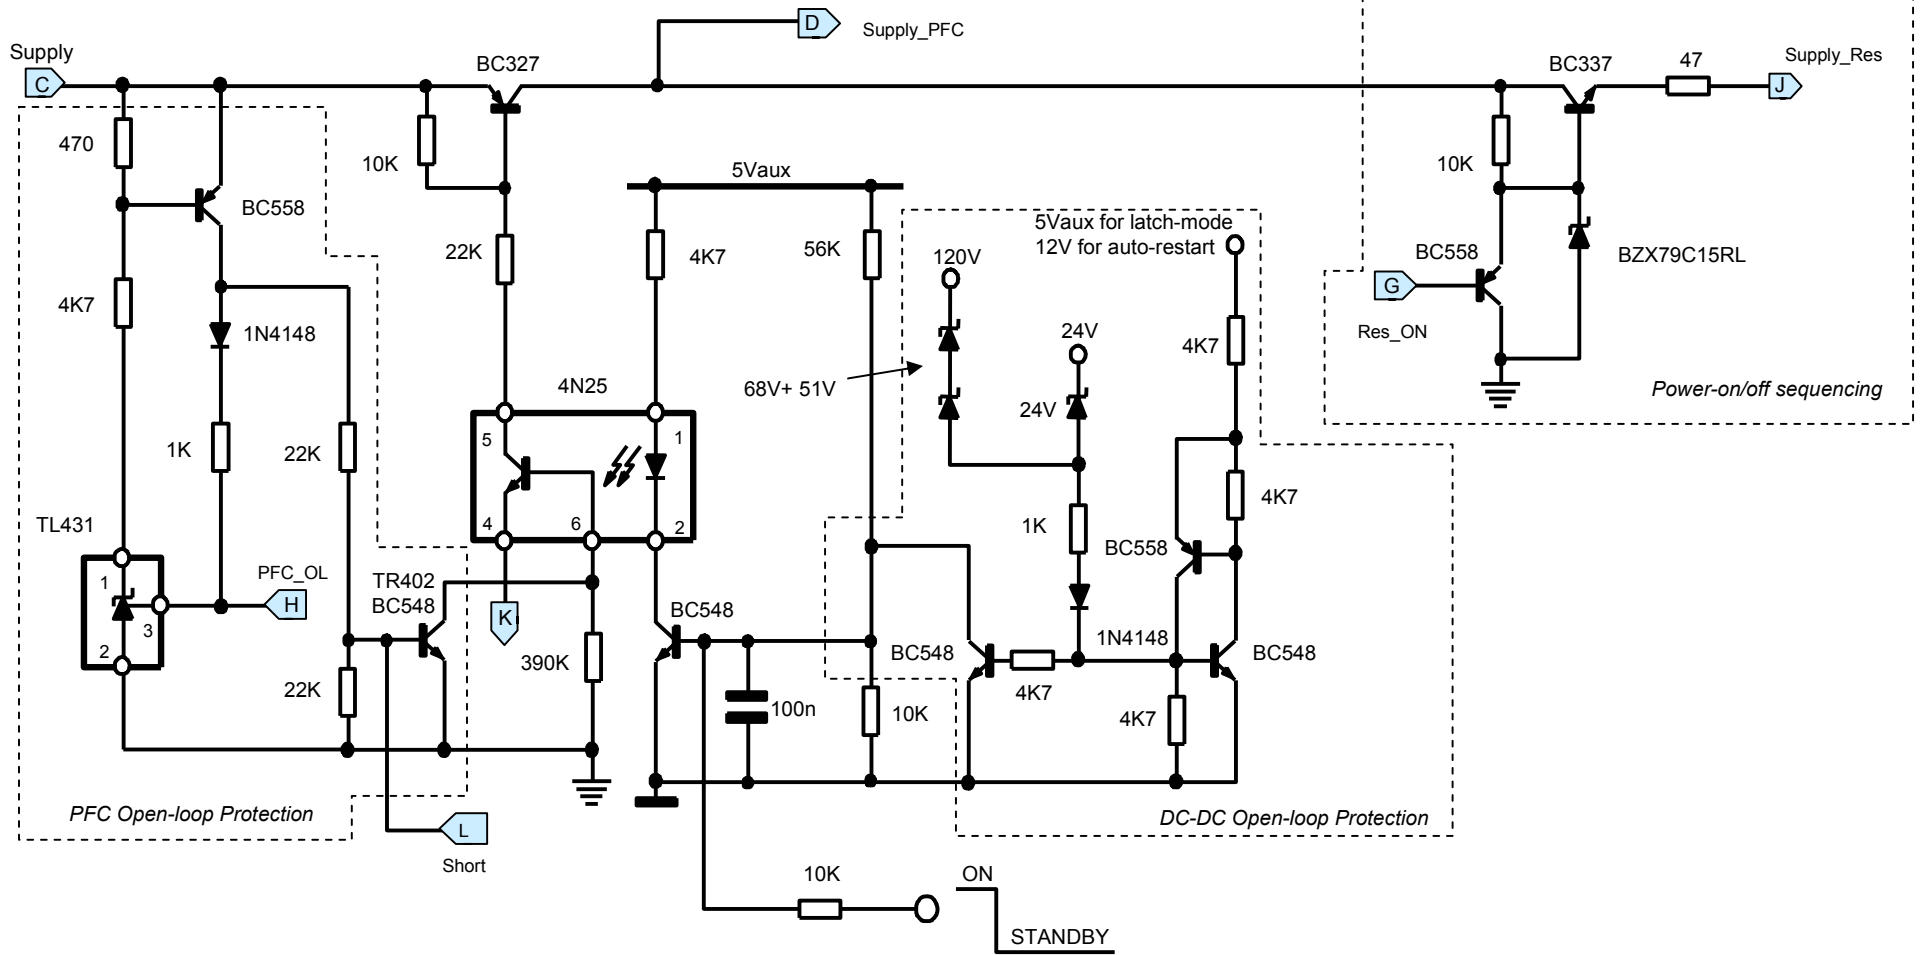 D
Supply_PFC
Supply
C
BC327
BC337
47
Supply_Res
J
470
10K
5Vaux
10K
BC558
22K
4K7
56K
5Vaux for latch-mode
12V for auto-restart
120V
BC558
BZX79C15RL
G
Res_ON
4K7
1N4148
24V
4K7
4N25
68V+ 51V
24V
Power-on/off sequencing
1K
22K
5
1
4K7
TL431
4
6
2
1K
BC558
1
PFC_OL
H
3
2
TR402
BC548
K
BC548
390K
BC548
1N4148
BC548
22K
100n
10K
4K7
4K7
PFC Open-loop Protection
L
Short
DC-DC Open-loop Protection
10K
ON
STANDBY